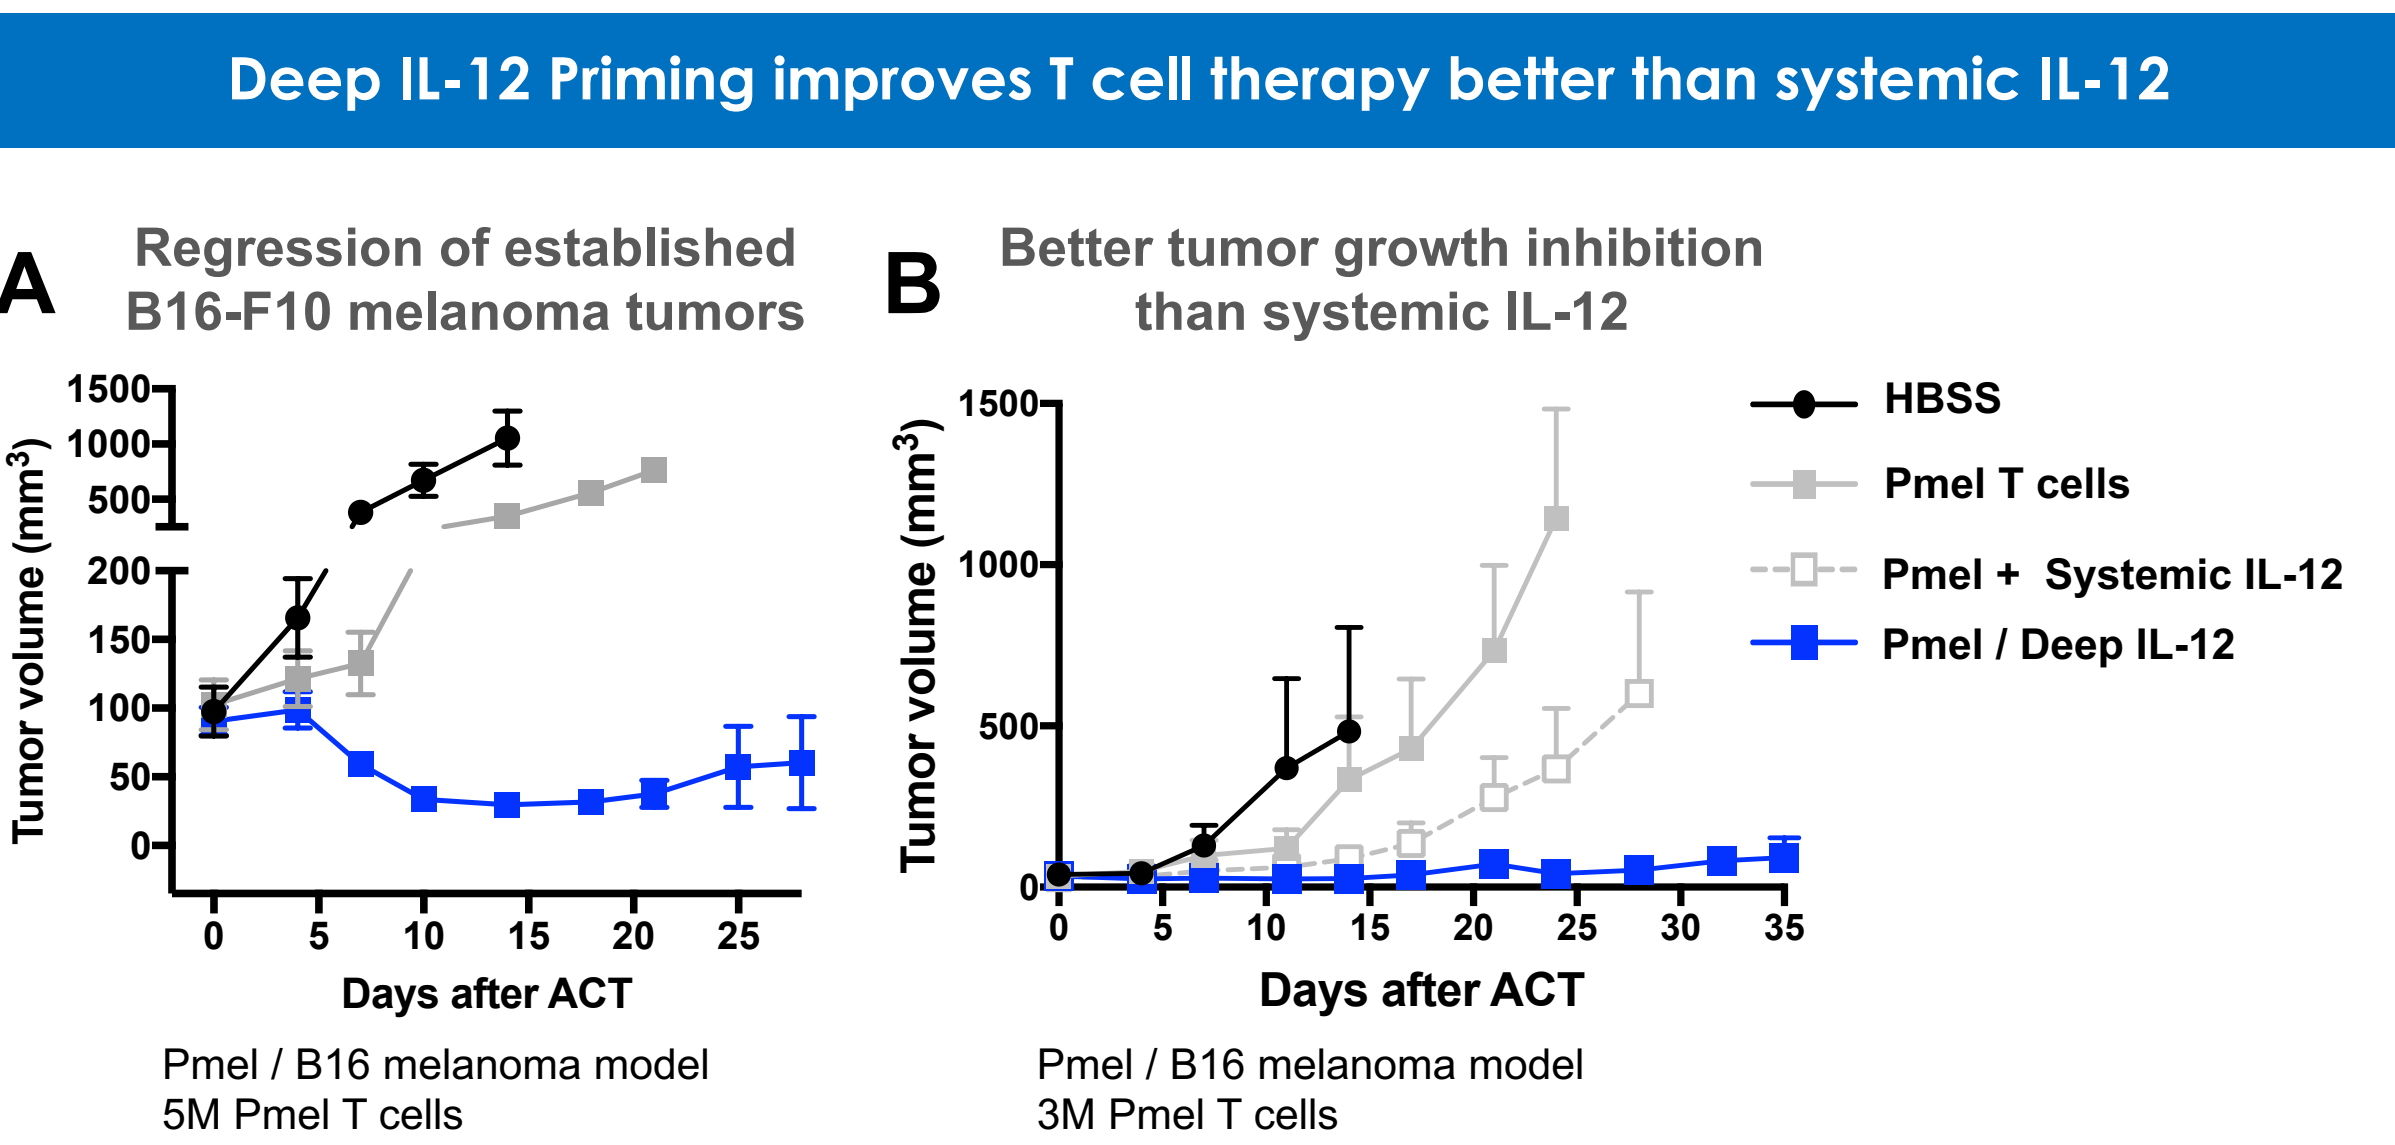 Deep IL-12 Priming improves T cell therapy better than systemic IL-12
A
Regression of established
B16-F10 melanoma tumors
Tumor volume (mm³)
1500
1000
500
200
150
100
50
0
0 5 10 15 20 25
Days after ACT
Pmel / B16 melanoma model
5M Pmel T cells
B
Better tumor growth inhibition
than systemic IL-12
Tumor volume (mm³)
1500
1000
500
0
0 5 10 15 20 25 30 35
Days after ACT
Pmel / B16 melanoma model
3M Pmel T cells
HBSS
Pmel T cells
Pmel + Systemic IL-12
Pmel / Deep IL-12